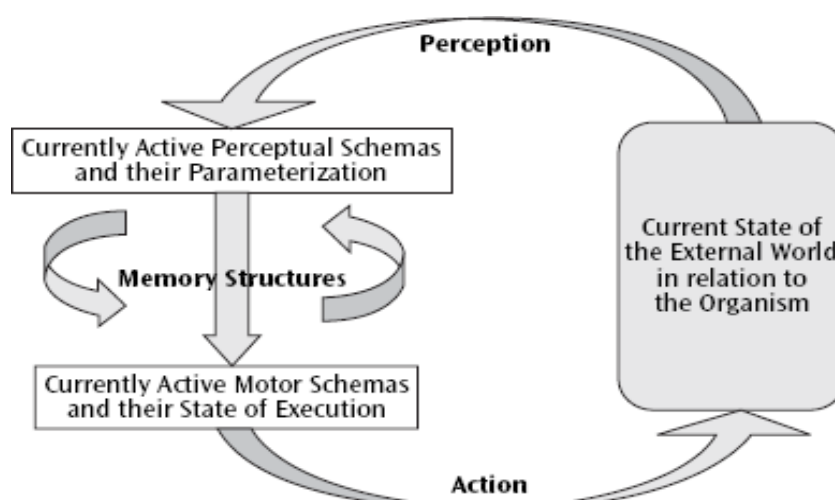 Perception
Currently Active Perceptual Schemas
and their Parameterization
Memory Structures
Current State of
the External World
in relation to
the Organism
Currently Active Motor Schemas
and their State of Execution
Action